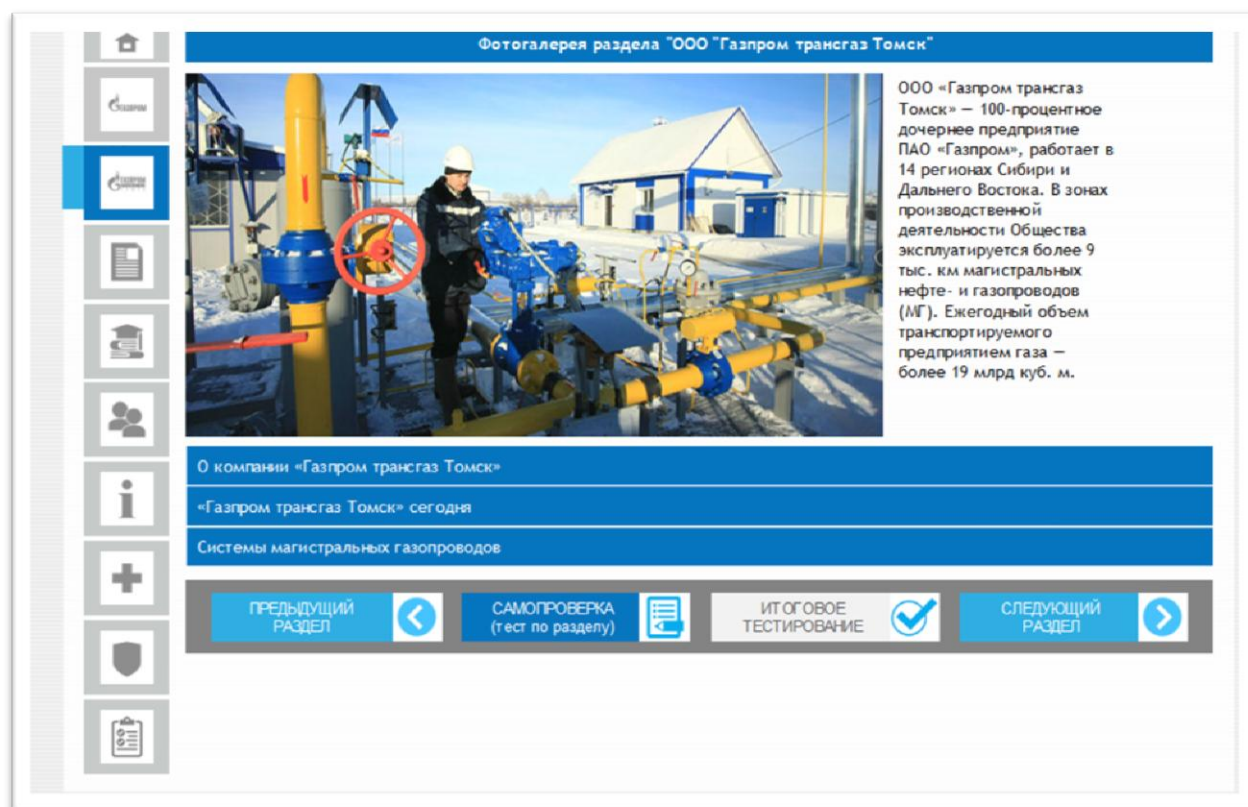 Фотогалерея раздела "ООО "Газпром трансгаз Томск"
ГАЗПРОМ
ГАЗПРОМ
ООО «Газпром трансгаз
Томск» — 100-процентное
дочернее предприятие
ПАО «Газпром», работает в
14 регионах Сибири и
Дальнего Востока. В зонах
производственной
деятельности Общества
эксплуатируется более 9
тыс. км магистральных
нефте- и газопроводов
(МГ). Ежегодный объем
транспортируемого
предприятием газа —
более 19 млрд куб. м.
О компании «Газпром трансгаз Томск»
«Газпром трансгаз Томск» сегодня
Системы магистральных газопроводов
ПРЕДЫДУЩИЙ
РАЗДЕЛ
САМОПРОВЕРКА
(тест по разделу)
ИТОГОВОЕ
ТЕСТИРОВАНИЕ
СЛЕДУЮЩИЙ
РАЗДЕЛ